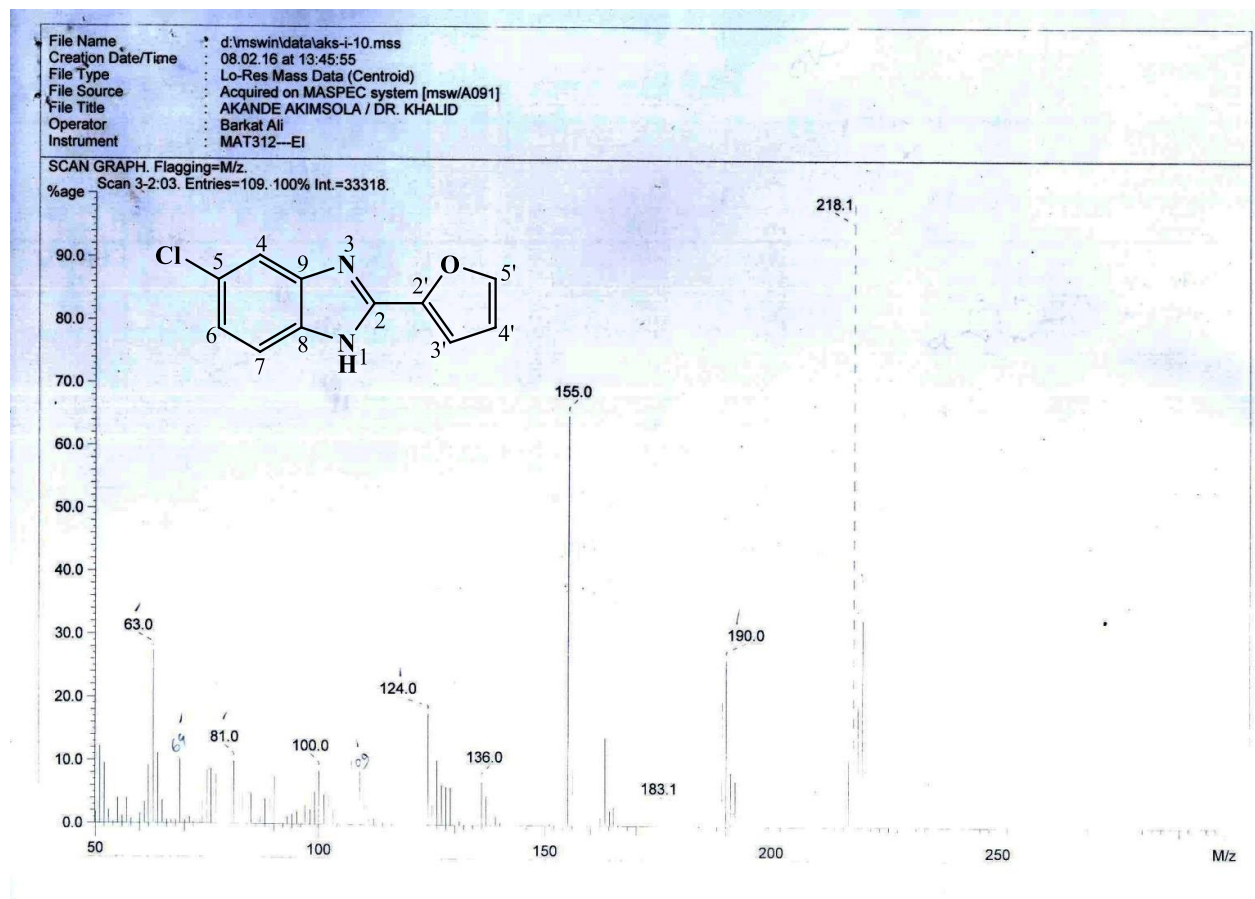 File Name : d:\mswin\data\aks-i-10.mss
Creation Date/Time : 08.02.16 at 13:45:55
File Type : Lo-Res Mass Data (Centroid)
File Source : Acquired on MASPEC system [msw/A091]
File Title : AKANDE AKIMSOLA / DR. KHALID
Operator : Barkat Ali
Instrument : MAT312---EI
SCAN GRAPH. Flagging=M/z.
Scan 3-2:03. Entries=109. 100% Int.=33318.
%age
218.1
90.0
Cl 5 4 9 N 3 O 5'
2' 2
80.0
6 7 8 N 1 H 3' 4'
70.0
155.0
60.0
50.0
40.0
30.0
63.0
190.0
124.0
20.0
69 81.0
100.0
136.0
10.0
183.1
0.0
50 100 150 200 250 M/z